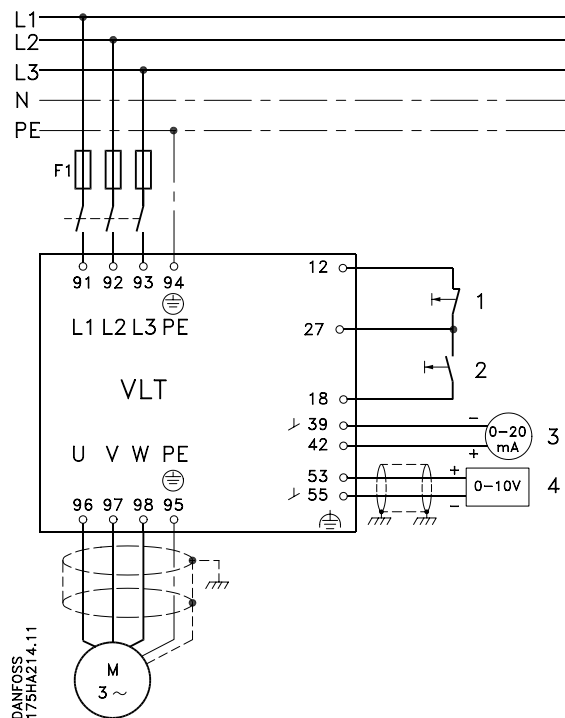 L1
L2
L3
N
PE
F1
91 92 93 94
12
L1 L2 L3 PE
1
27
VLT
2
18
39
0-20
mA
3
42
U V W PE
53
55
0-10V
4
96 97 98 95
M
3 ~
DANFOSS
175HA214.11
- 
+
+
-